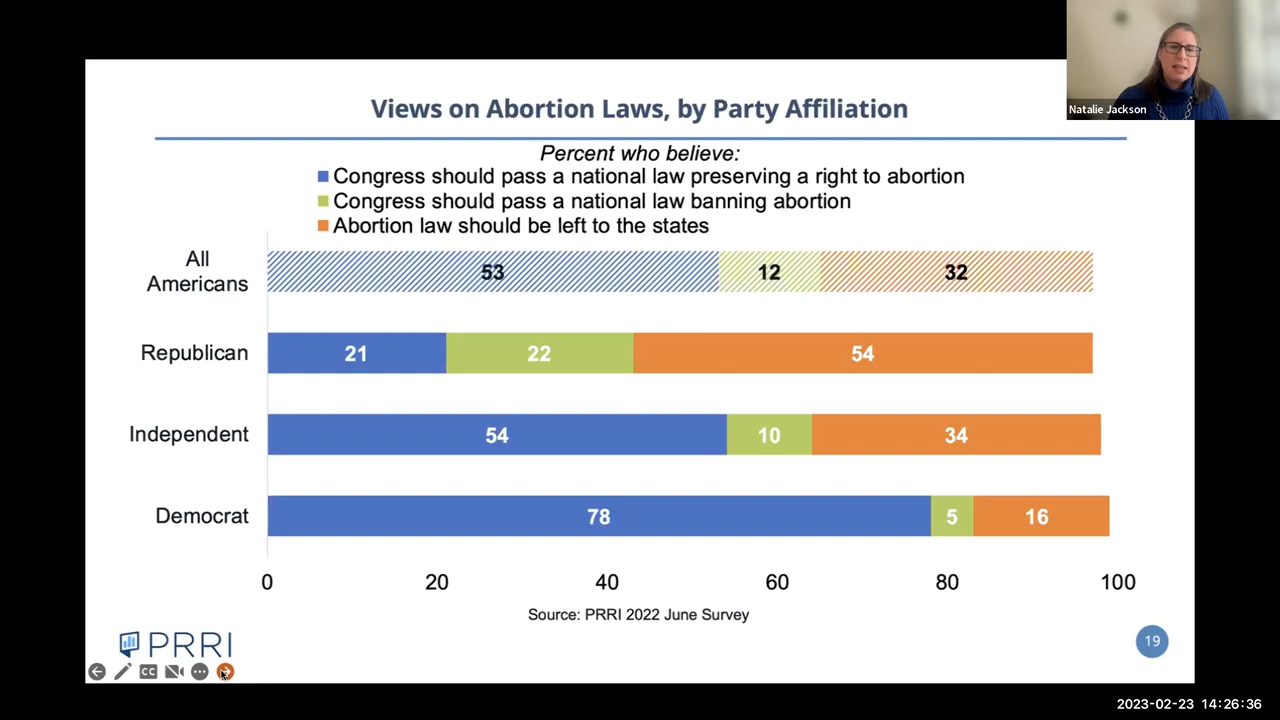 Natalie Jackson
Views on Abortion Laws, by Party Affiliation
Percent who believe:
Congress should pass a national law preserving a right to abortion
Congress should pass a national law banning abortion
Abortion law should be left to the states
All
Americans
53 12 32
Republican 21 22 54
Independent 54 10 34
Democrat 78 5 16
0 20 40 60 80 100
Source: PRRI 2022 June Survey
PRRI
19
CC
2023-02-23 14:26:36